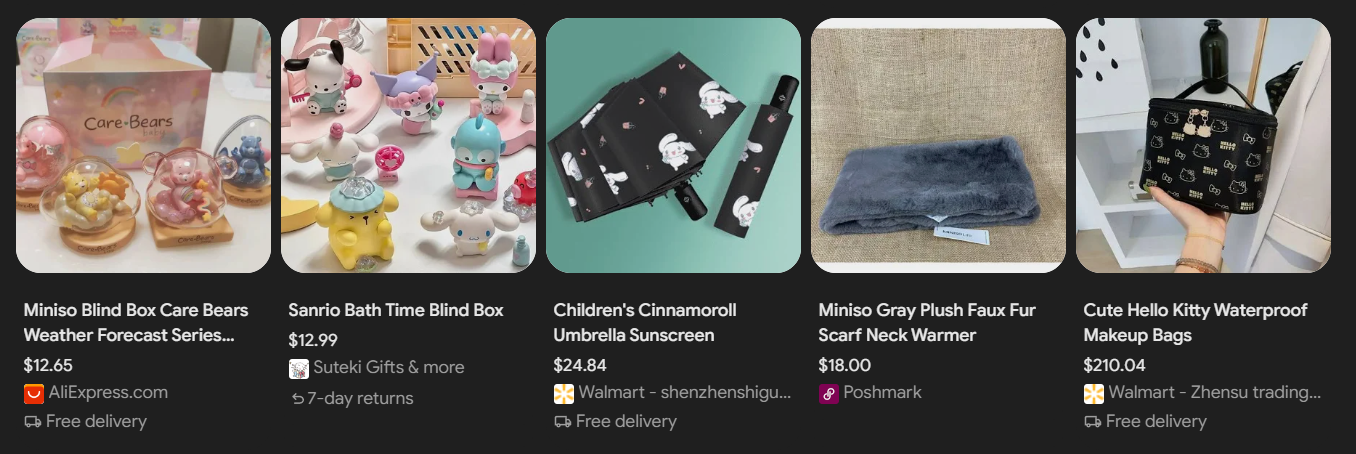 Care Bears
baby
HELLO
KITTY
Miniso Blind Box Care Bears
Weather Forecast Series...
$12.65
AliExpress.com
Free delivery
Sanrio Bath Time Blind Box
$12.99
Suteki Gifts & more
7-day returns
Children's Cinnamoroll
Umbrella Sunscreen
$24.84
Walmart - shenzhenshigu...
Free delivery
Miniso Gray Plush Faux Fur
Scarf Neck Warmer
$18.00
Poshmark
Cute Hello Kitty Waterproof
Makeup Bags
$210.04
Walmart - Zhensu trading...
Free delivery